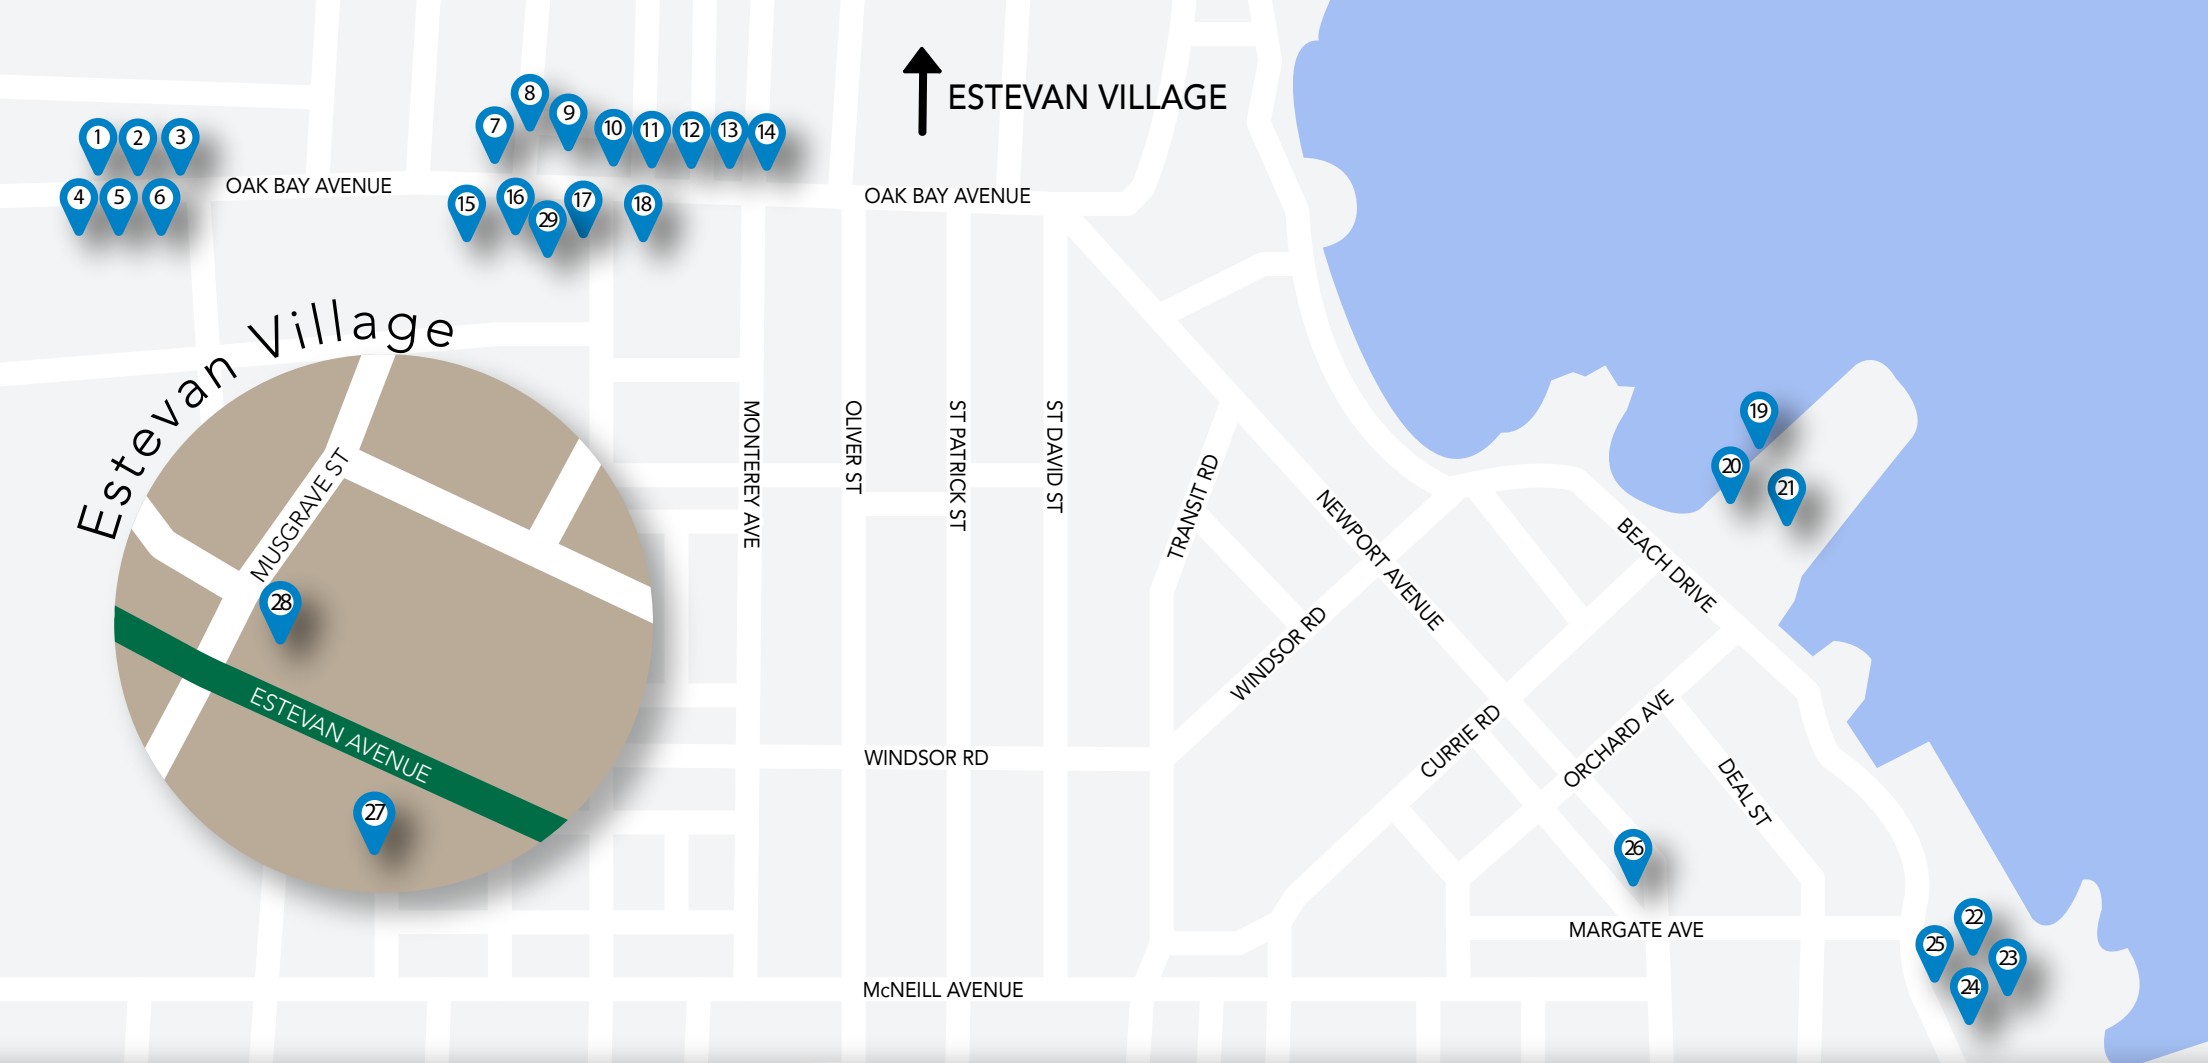 8
7
9
10
11
12
13
14
ESTEVAN VILLAGE
1
2
3
OAK BAY AVENUE
OAK BAY AVENUE
4
5
6
15
16
29
17
18
Estevan Village
MUSGRAVE ST
28
ESTEVAN AVENUE
27
MONTEREY AVE
OLIVER ST
ST PATRICK ST
ST DAVID ST
TRANSIT RD
NEWPORT AVENUE
BEACH DRIVE
19
20
21
WINDSOR RD
WINDSOR RD
CURRIE RD
ORCHARD AVE
DEAL ST
26
MARGATE AVE
22
25
23
24
McNEILL AVENUE